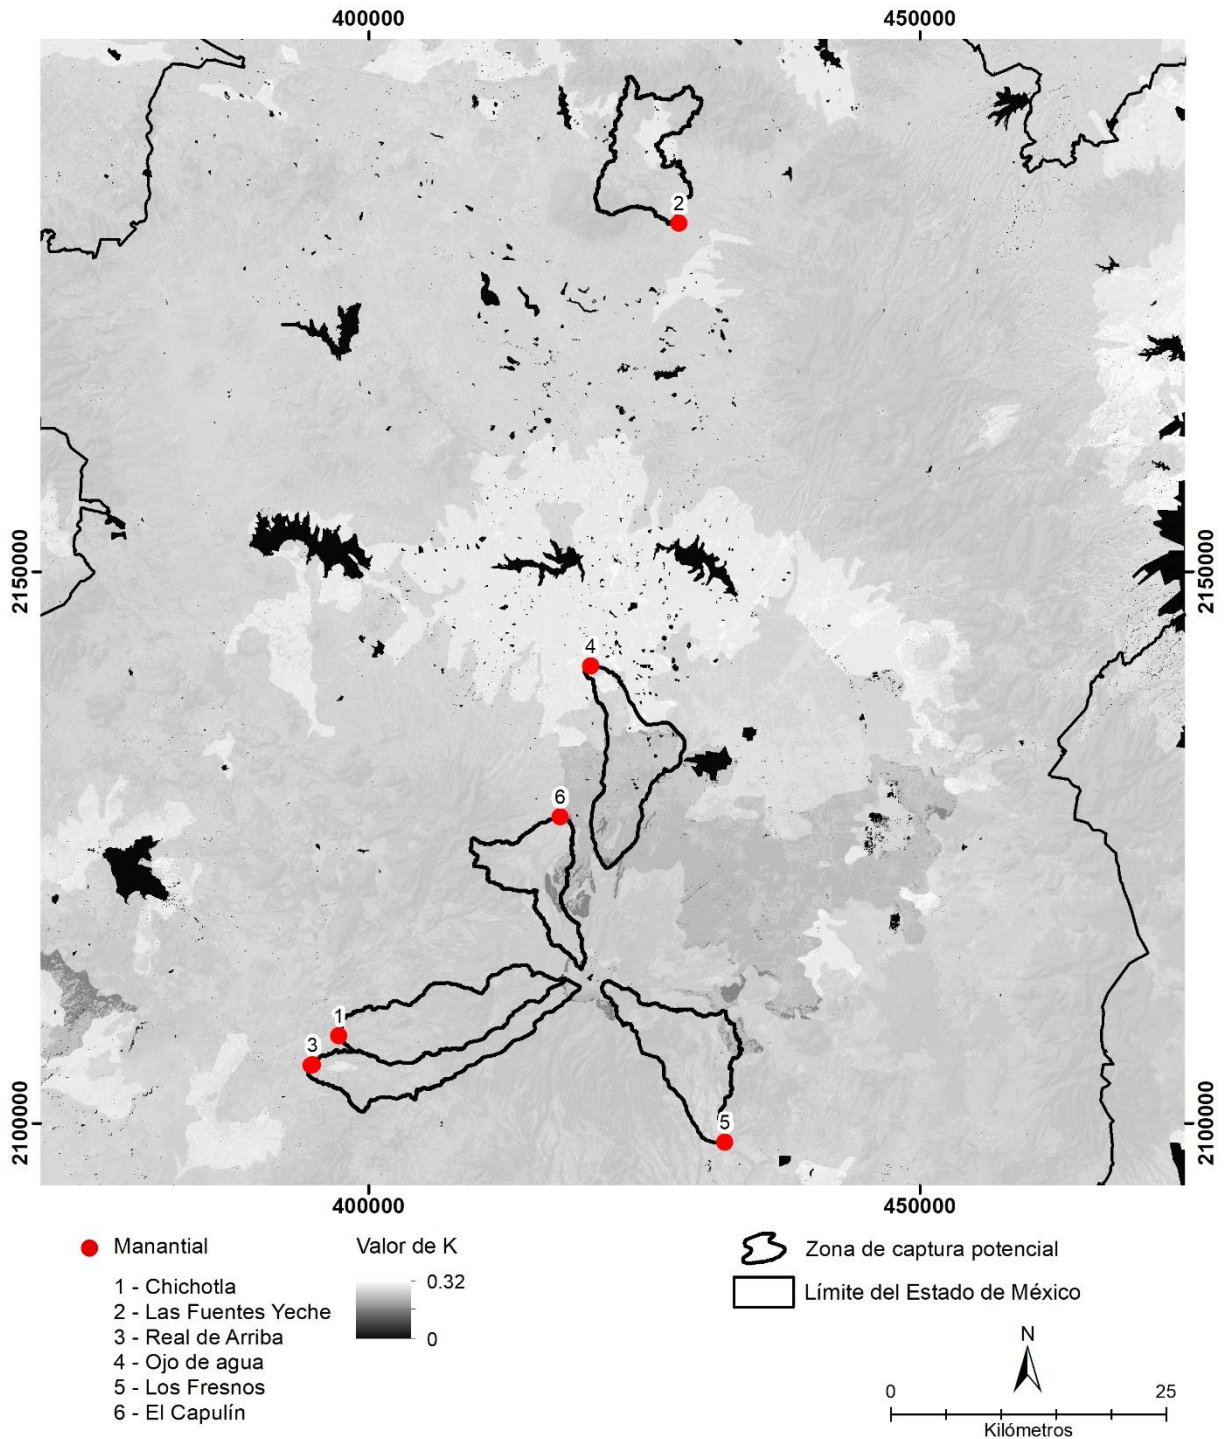 400000
450000
2
2150000
2150000
4
6
1
3
5
2100000
2100000
400000
450000
Manantial
1 - Chichotla
2 - Las Fuentes Yeche
3 - Real de Arriba
4 - Ojo de agua
5 - Los Fresnos
6 - El Capulín
Valor de K
0.32
0
Zona de captura potencial
Límite del Estado de México
N
0
25
Kilómetros